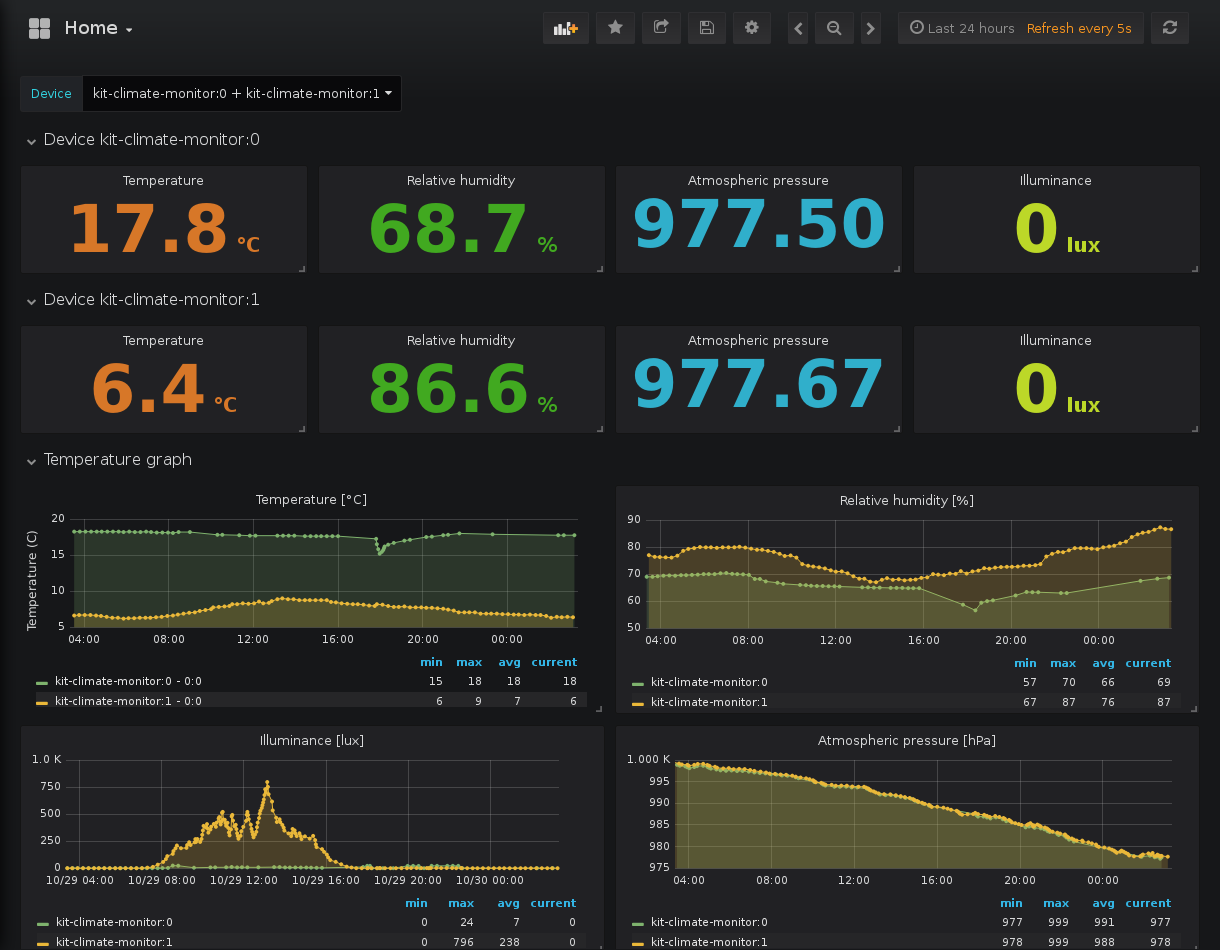 Home
Last 24 hours Refresh every 5s
Device kit-climate-monitor:0 + kit-climate-monitor:1
Device kit-climate-monitor:0
Temperature Relative humidity Atmospheric pressure Illuminance
17.8 °C 68.7 % 977.50 0 lux
Device kit-climate-monitor:1
Temperature Relative humidity Atmospheric pressure Illuminance
6.4 °C 86.6 % 977.67 0 lux
Temperature graph
Temperature [°C]
Temperature (C)
20
15
10
5
04:00 08:00 12:00 16:00 20:00 00:00
min max avg current
kit-climate-monitor:0 - 0:0 15 18 18 18
kit-climate-monitor:1 - 0:0 6 9 7 6
Relative humidity [%]
90
80
70
60
50
04:00 08:00 12:00 16:00 20:00 00:00
min max avg current
kit-climate-monitor:0 57 70 66 69
kit-climate-monitor:1 67 87 76 87
Illuminance [lux]
1.0 K
750
500
250
0
10/29 04:00 10/29 08:00 10/29 12:00 10/29 16:00 10/29 20:00 10/30 00:00
min max avg current
kit-climate-monitor:0 0 24 7 0
kit-climate-monitor:1 0 796 238 0
Atmospheric pressure [hPa]
1.000 K
995
990
985
980
975
04:00 08:00 12:00 16:00 20:00 00:00
min max avg current
kit-climate-monitor:0 977 999 991 977
kit-climate-monitor:1 978 999 988 978